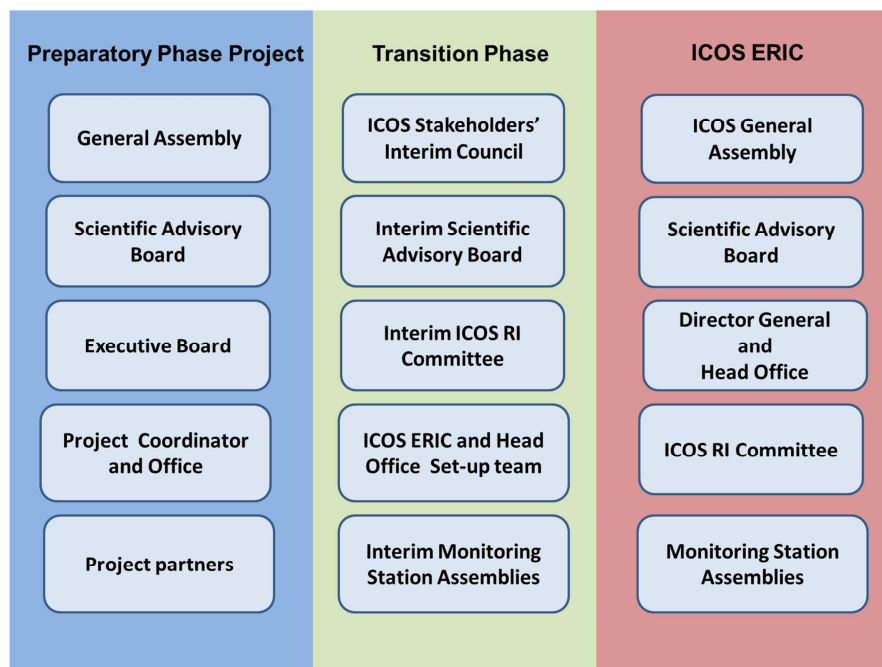 Preparatory Phase Project
General Assembly
Scientific Advisory
Board
Executive Board
Project Coordinator
and Office
Project partners
Transition Phase
ICOS Stakeholders’
Interim Council
Interim Scientific
Advisory Board
Interim ICOS RI
Committee
ICOS ERIC and Head
Office Set-up team
Interim Monitoring
Station Assemblies
ICOS ERIC
ICOS General
Assembly
Scientific Advisory
Board
Director General
and
Head Office
ICOS RI Committee
Monitoring Station
Assemblies